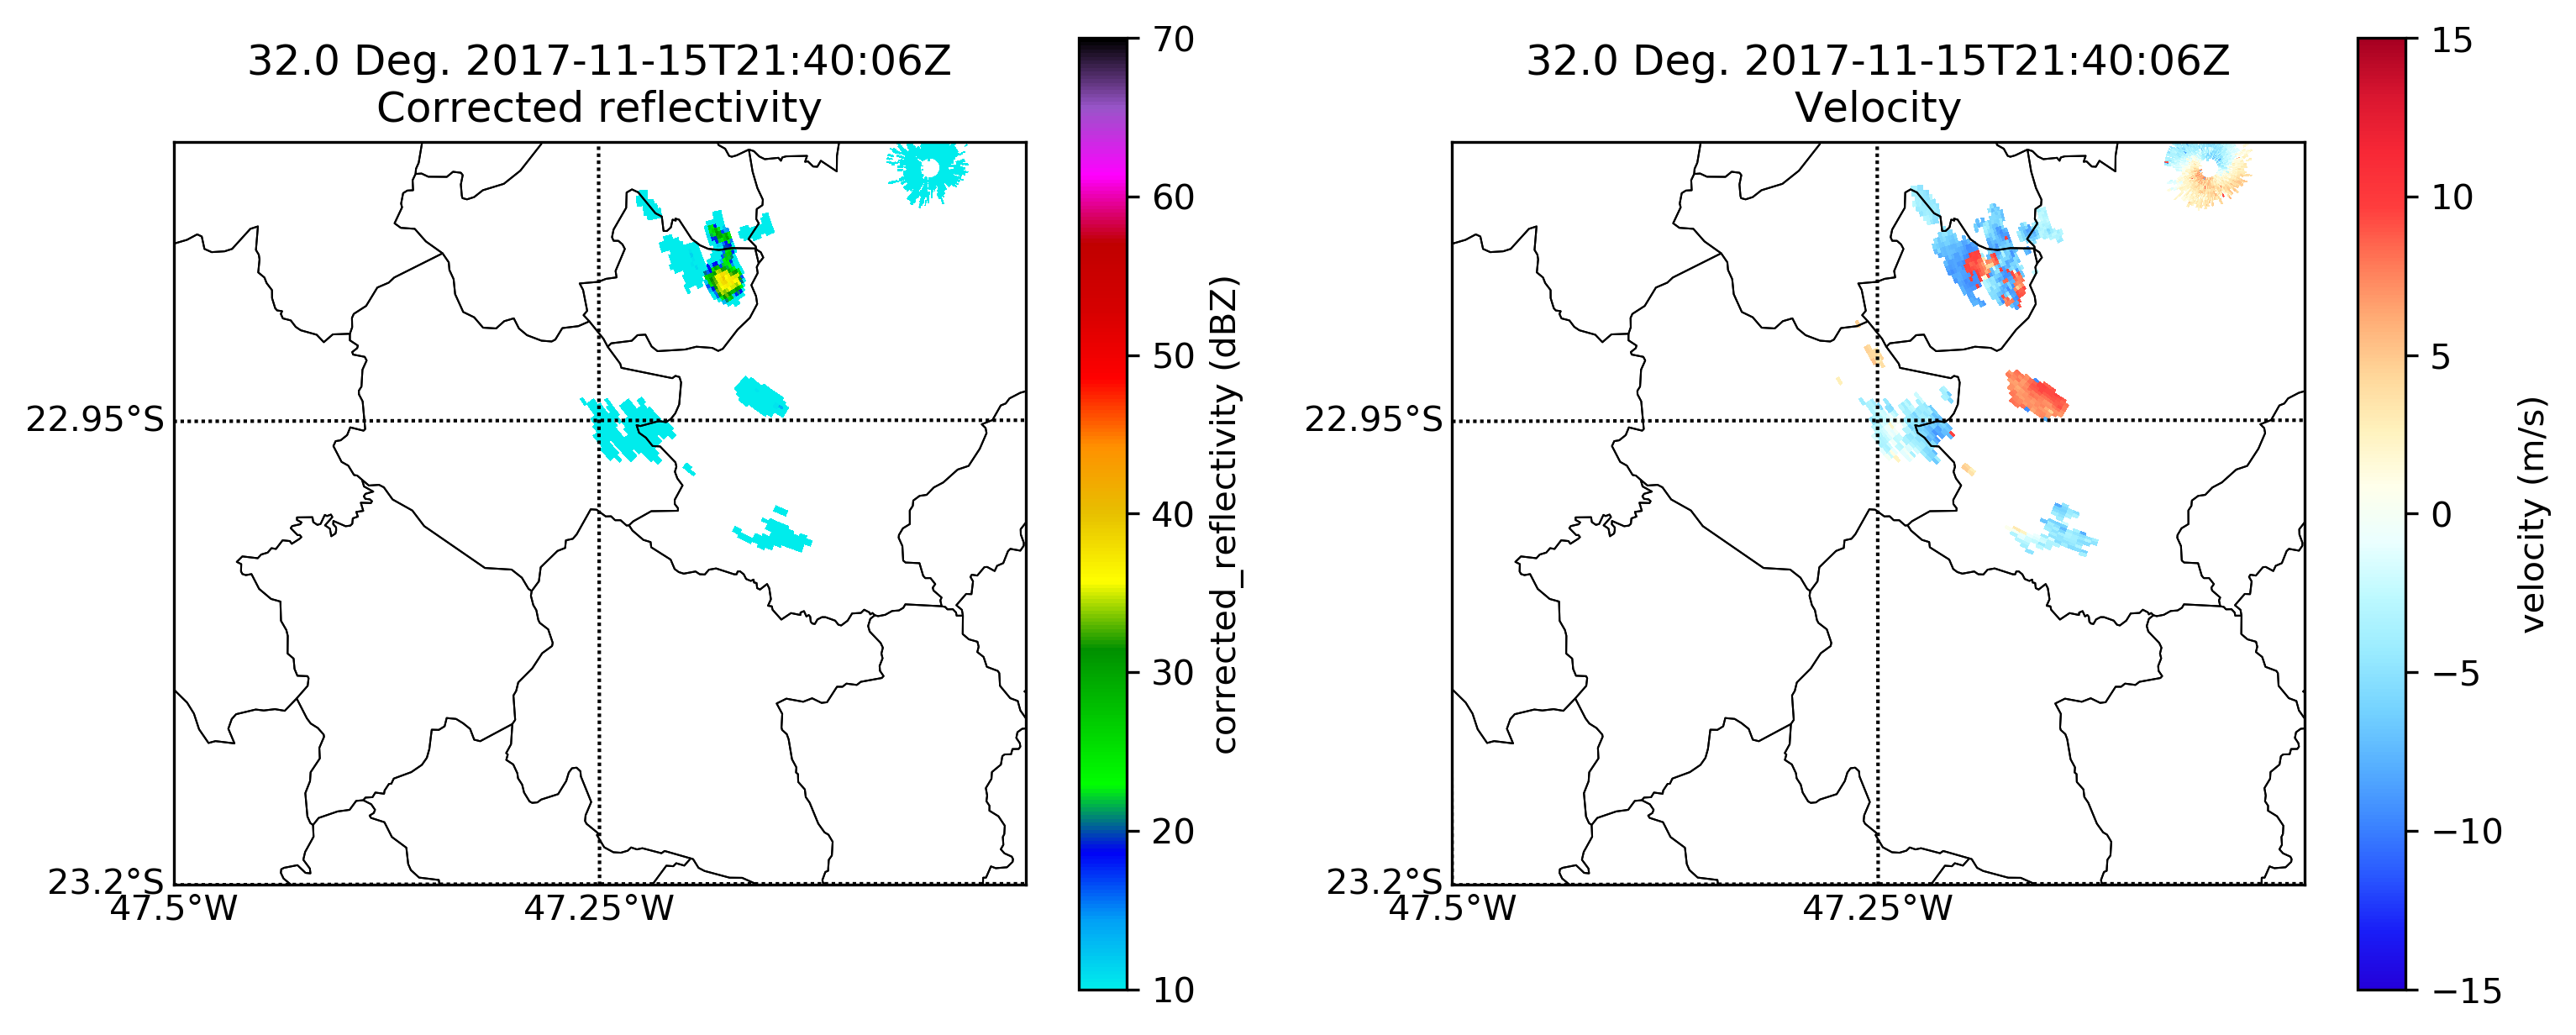 32.0 Deg. 2017-11-15T21:40:06Z
Corrected reflectivity
22.95°S
23.2°S
47.5°W
47.25°W
70
60
50
40
30
20
10
corrected_reflectivity (dBZ)
32.0 Deg. 2017-11-15T21:40:06Z
Velocity
22.95°S
23.2°S
47.5°W
47.25°W
15
10
5
0
−5
−10
−15
velocity (m/s)